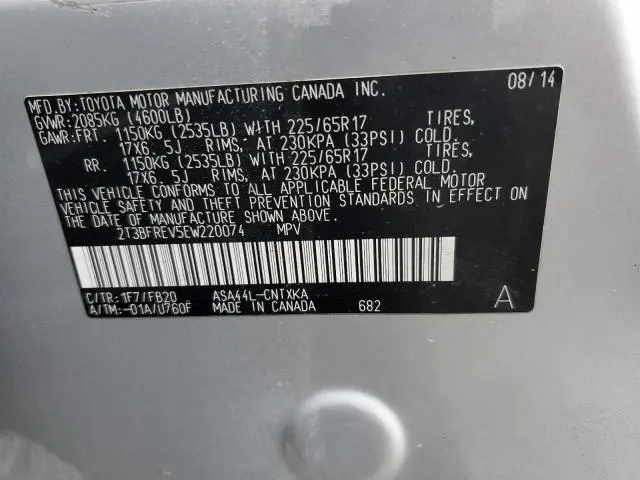 MFD.BY:TOYOTA MOTOR MANUFACTURING CANADA INC. 08/14
GVWR:2085KG (4600LB)
GAWR:FRT. 1150KG (2535LB) WITH 225/65R17 TIRES,
17X6.5J RIMS, AT 230KPA (33PSI) COLD
RR. 1150KG (2535LB) WITH 225/65R17 TIRES,
17X6.5J RIMS, AT 230KPA (33PSI) COLD.
THIS VEHICLE CONFORMS TO ALL APPLICABLE FEDERAL MOTOR
VEHICLE SAFETY AND THEFT PREVENTION STANDARDS IN EFFECT ON
THE DATE OF MANUFACTURE SHOWN ABOVE.
2T3BFREV5EW220074 MPV
C/TR:1F7/FB20 ASA44L-CNTXKA
A/TM:-01A/U760F MADE IN CANADA 682 A